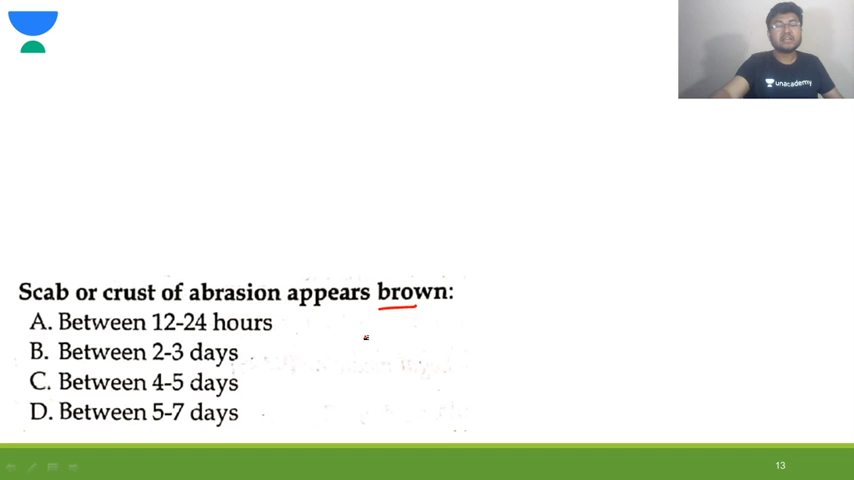 unacademy
Scab or crust of abrasion appears brown:
A. Between 12-24 hours
B. Between 2-3 days
C. Between 4-5 days
D. Between 5-7 days
13